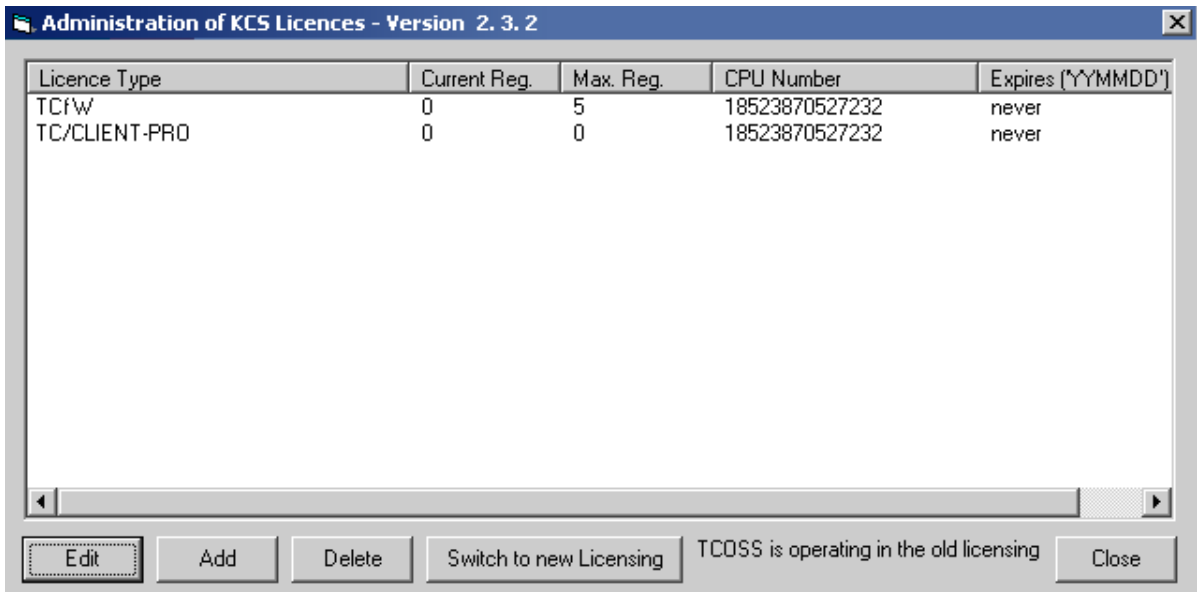 Administration of KCS Licences - Version 2. 3. 2
Licence Type Current Reg. Max. Reg. CPU Number Expires ('YYMMDD')
TCfW 0 5 18523870527232 never
TC/CLIENT-PRO 0 0 18523870527232 never
Edit Add Delete Switch to new Licensing TCOSS is operating in the old licensing Close